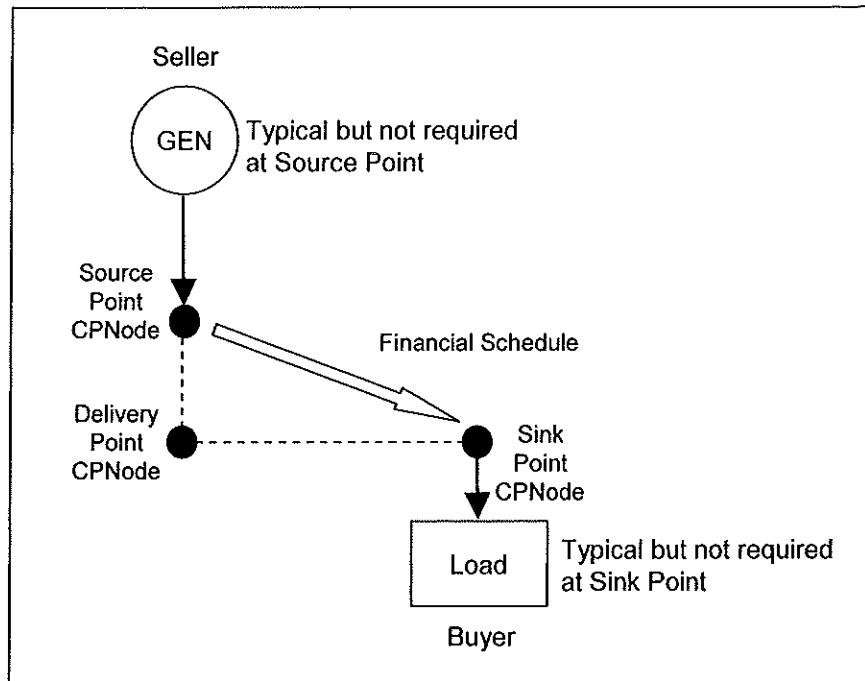 Seller
GEN
Typical but not required
at Source Point
Source
Point
CPNode
Financial Schedule
Delivery
Point
CPNode
Sink
Point
CPNode
Load
Typical but not required
at Sink Point
Buyer